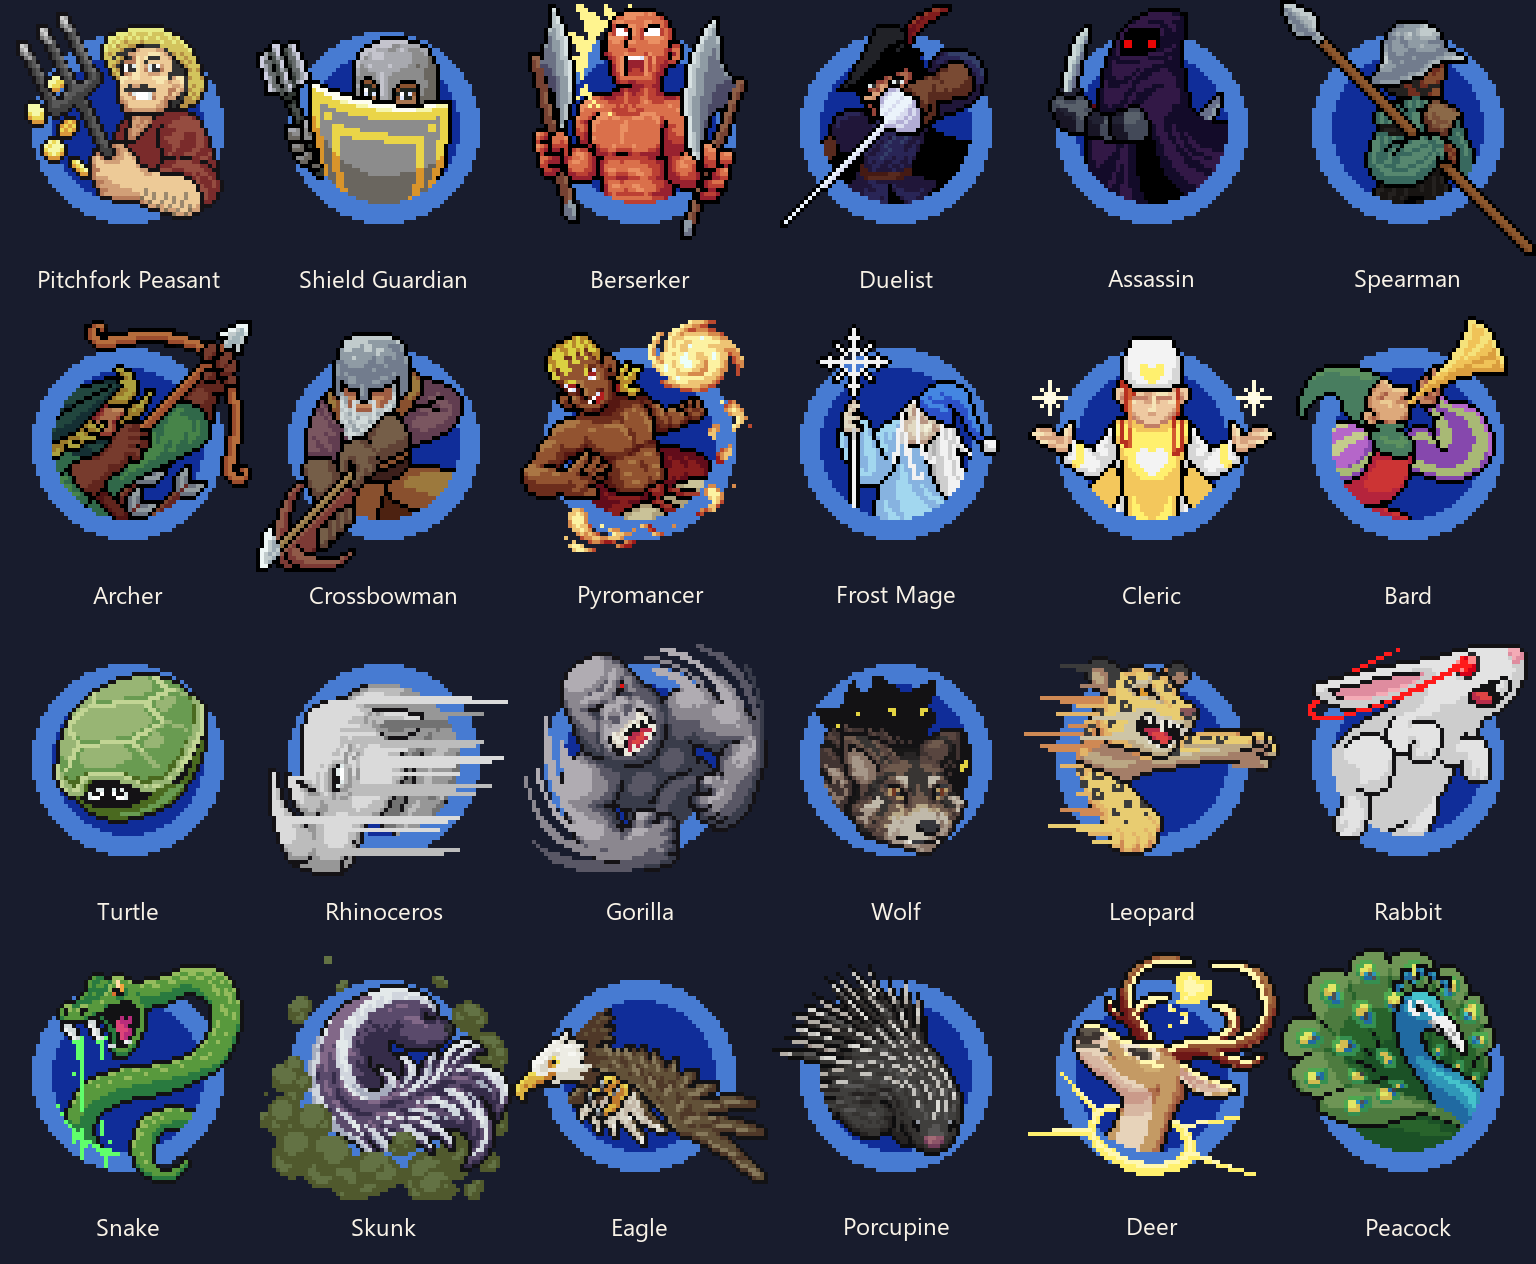 Pitchfork Peasant
Shield Guardian
Berserker
Duelist
Assassin
Spearman
Archer
Crossbowman
Pyromancer
Frost Mage
Cleric
Bard
Turtle
Rhinoceros
Gorilla
Wolf
Leopard
Rabbit
Snake
Skunk
Eagle
Porcupine
Deer
Peacock